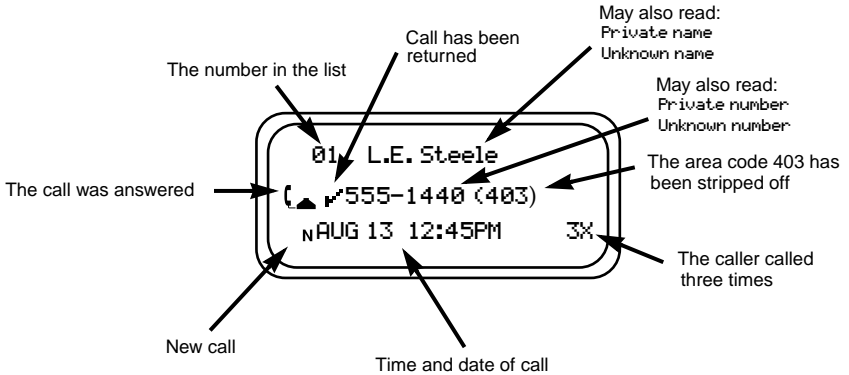 May also read:
Private name
Unknown name
Call has been
returned
The number in the list
May also read:
Private number
Unknown number
01 L.E. Steele
The area code 403 has
been stripped off
The call was answered
555-1440 (403)
N AUG 13 12:45PM 3X
The caller called
three times
New call
Time and date of call